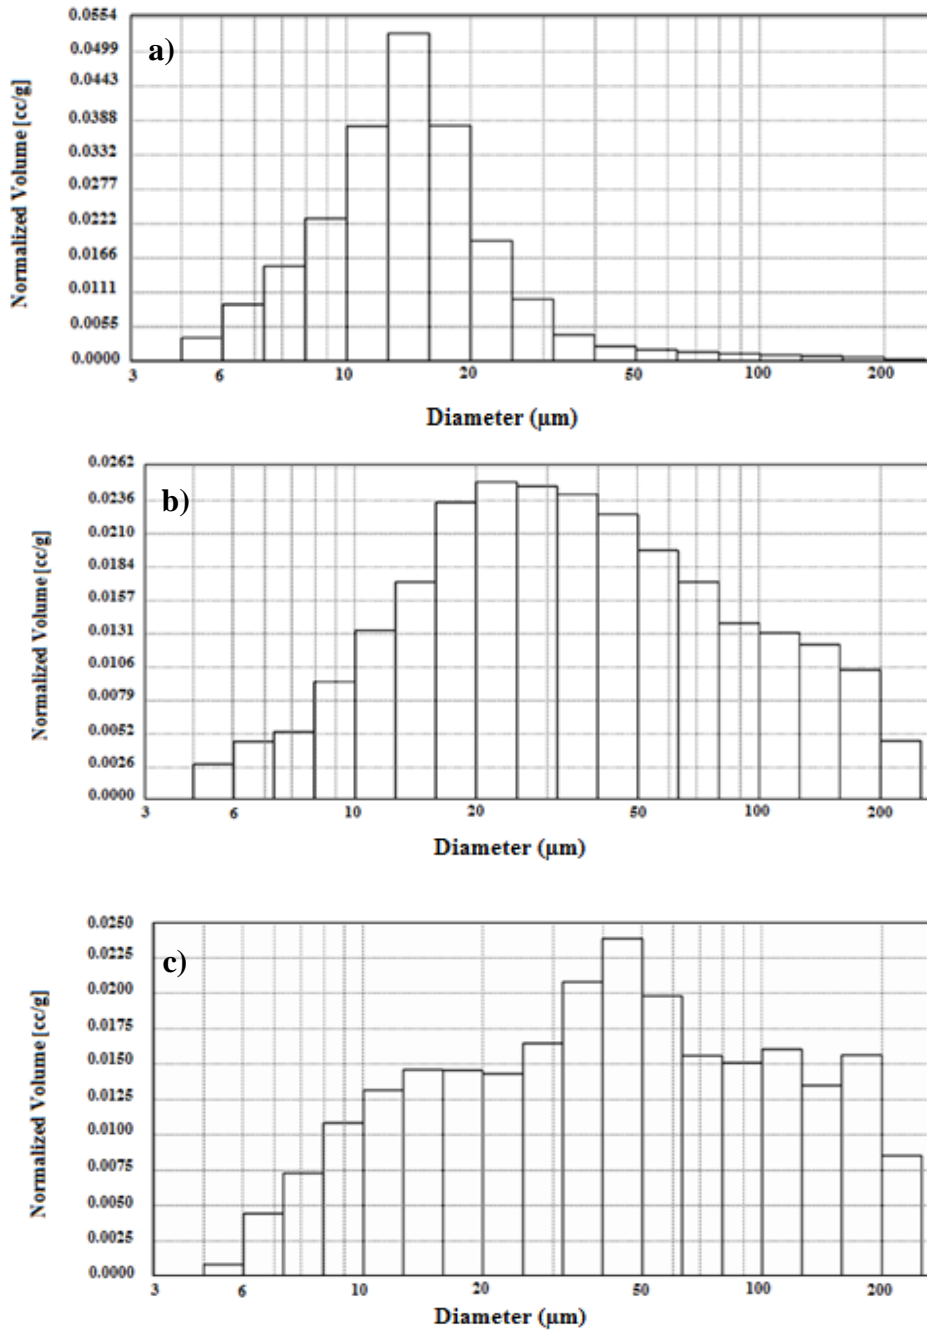 0.0554
a)
0.0499
0.0443
0.0388
0.0332
0.0277
0.0222
0.0166
0.0111
0.0055
0.0000
Normalized Volume [cc/g]
3 6 10 20 50 100 200
Diameter (μm)
0.0262
b)
0.0236
0.0210
0.0184
0.0157
0.0131
0.0106
0.0079
0.0052
0.0026
0.0000
Normalized Volume [cc/g]
3 6 10 20 50 100 200
Diameter (μm)
0.0250
c)
0.0225
0.0200
0.0175
0.0150
0.0125
0.0100
0.0075
0.0050
0.0025
0.0000
Normalized Volume [cc/g]
3 6 10 20 50 100 200
Diameter (μm)